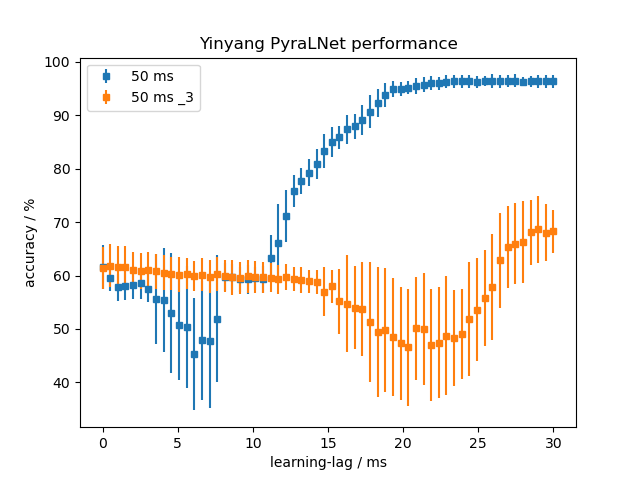 Yinyang PyraLNet performance
50 ms
50 ms _3
accuracy / %
100
90
80
70
60
50
40
0 5 10 15 20 25 30
learning-lag / ms